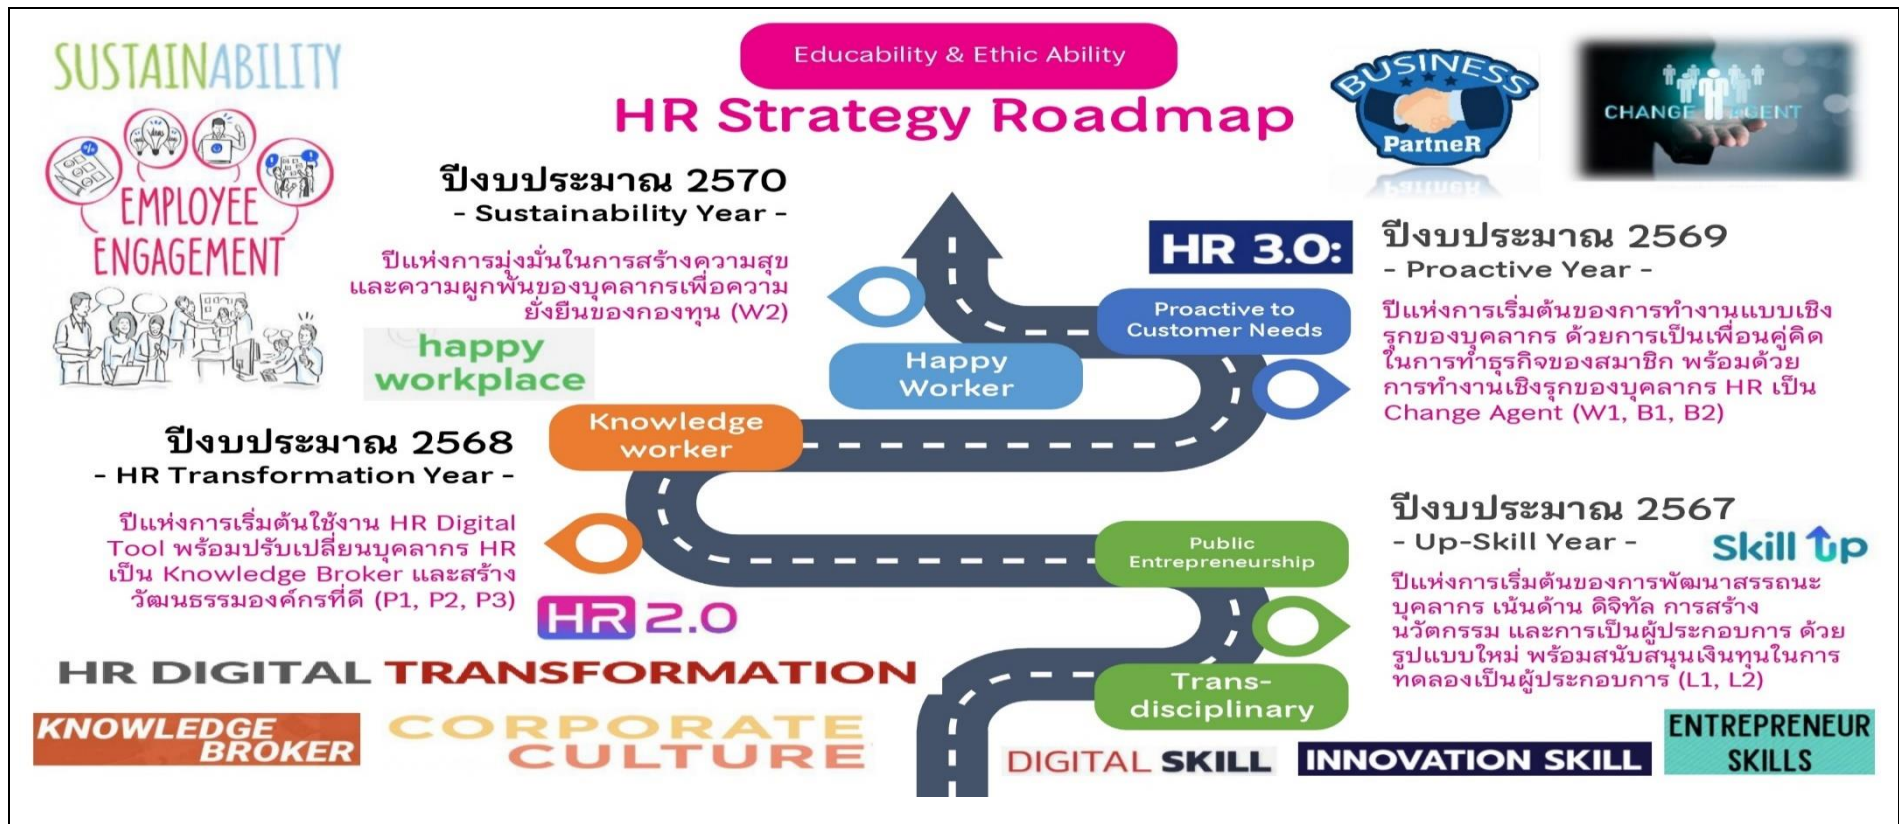 SUSTAINABILITY
EMPLOYEE
ENGAGEMENT
Educability & Ethic Ability
HR Strategy Roadmap
BUSINESS
PartneR
CHANGE AGENT
ปีงบประมาณ 2570
- Sustainability Year -
ปีแห่งการมุ่งมั่นในการสร้างความสุข
และความผูกพันของบุคลากรเพื่อความ
ยั่งยืนของกองทุน (W2)
happy
workplace
Happy
Worker
HR 3.0:
Proactive to
Customer Needs
ปีงบประมาณ 2569
- Proactive Year -
ปีแห่งการเริ่มต้นของการทำงานแบบเชิง
รุกของบุคลากร ด้วยการเป็นเพื่อนคู่คิด
ในการทำธุรกิจของสมาชิก พร้อมด้วย
การทำงานเชิงรุกของบุคลากร HR เป็น
Change Agent (W1, B1, B2)
ปีงบประมาณ 2568
- HR Transformation Year -
ปีแห่งการเริ่มต้นใช้งาน HR Digital
Tool พร้อมปรับเปลี่ยนบุคลากร HR
เป็น Knowledge Broker และสร้าง
วัฒนธรรมองค์กรที่ดี (P1, P2, P3)
Knowledge
worker
HR 2.0
HR DIGITAL TRANSFORMATION
KNOWLEDGE
BROKER
CORPORATE
CULTURE
Public
Entrepreneurship
Trans-
disciplinary
ปีงบประมาณ 2567
- Up-Skill Year -
Skill Up
ปีแห่งการเริ่มต้นของการพัฒนาสรรถนะ
บุคลากร เน้นด้าน ดิจิทัล การสร้าง
นวัตกรรม และการเป็นผู้ประกอบการ ด้วย
รูปแบบใหม่ พร้อมสนับสนุนเงินทุนในการ
ทดลองเป็นผู้ประกอบการ (L1, L2)
DIGITAL SKILL
INNOVATION SKILL
ENTREPRENEUR
SKILLS